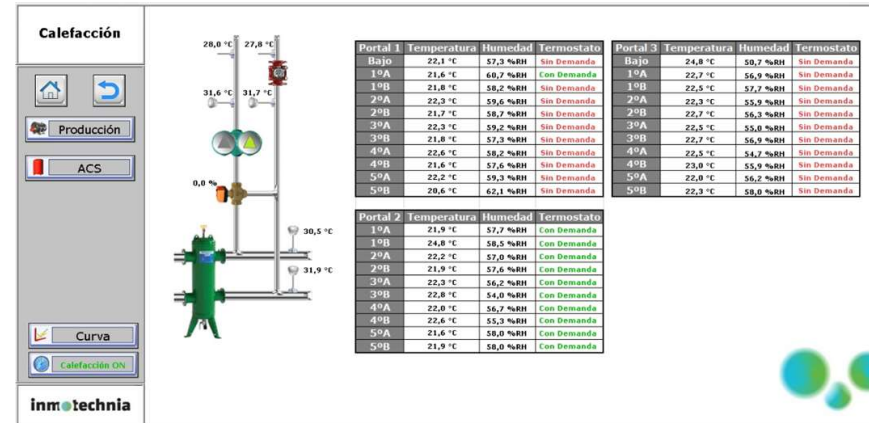 Calefacción
Producción
ACS
Curva
Calefacción ON
inmotechnia
28,0 °C 27,8 °C
31,6 °C 31,7 °C
0,0 %
30,5 °C
31,9 °C
Portal 1 Temperatura Humedad Termostato
Bajo 22,1 °C 57,3 %RH Sin Demanda
1ºA 21,6 °C 60,7 %RH Con Demanda
1ºB 21,8 °C 58,2 %RH Sin Demanda
2ºA 22,3 °C 59,6 %RH Sin Demanda
2ºB 21,7 °C 58,7 %RH Sin Demanda
3ºA 22,3 °C 59,2 %RH Sin Demanda
3ºB 21,8 °C 57,3 %RH Sin Demanda
4ºA 22,6 °C 58,2 %RH Sin Demanda
4ºB 21,6 °C 57,6 %RH Sin Demanda
5ºA 22,2 °C 59,3 %RH Sin Demanda
5ºB 20,6 °C 62,1 %RH Sin Demanda
Portal 2 Temperatura Humedad Termostato
1ºA 21,9 °C 57,7 %RH Con Demanda
1ºB 24,8 °C 58,5 %RH Con Demanda
2ºA 22,2 °C 57,0 %RH Con Demanda
2ºB 21,9 °C 57,6 %RH Con Demanda
3ºA 22,3 °C 56,2 %RH Con Demanda
3ºB 22,8 °C 54,0 %RH Con Demanda
4ºA 22,0 °C 56,7 %RH Con Demanda
4ºB 22,6 °C 55,3 %RH Con Demanda
5ºA 21,6 °C 58,0 %RH Con Demanda
5ºB 21,9 °C 58,0 %RH Con Demanda
Portal 3 Temperatura Humedad Termostato
Bajo 24,8 °C 50,7 %RH Sin Demanda
1ºA 22,7 °C 56,9 %RH Sin Demanda
1ºB 22,5 °C 57,7 %RH Sin Demanda
2ºA 22,3 °C 55,9 %RH Sin Demanda
2ºB 22,7 °C 56,3 %RH Sin Demanda
3ºA 22,5 °C 55,0 %RH Sin Demanda
3ºB 22,7 °C 56,9 %RH Sin Demanda
4ºA 22,5 °C 54,7 %RH Sin Demanda
4ºB 23,0 °C 55,9 %RH Sin Demanda
5ºA 22,0 °C 56,2 %RH Sin Demanda
5ºB 22,3 °C 58,0 %RH Sin Demanda